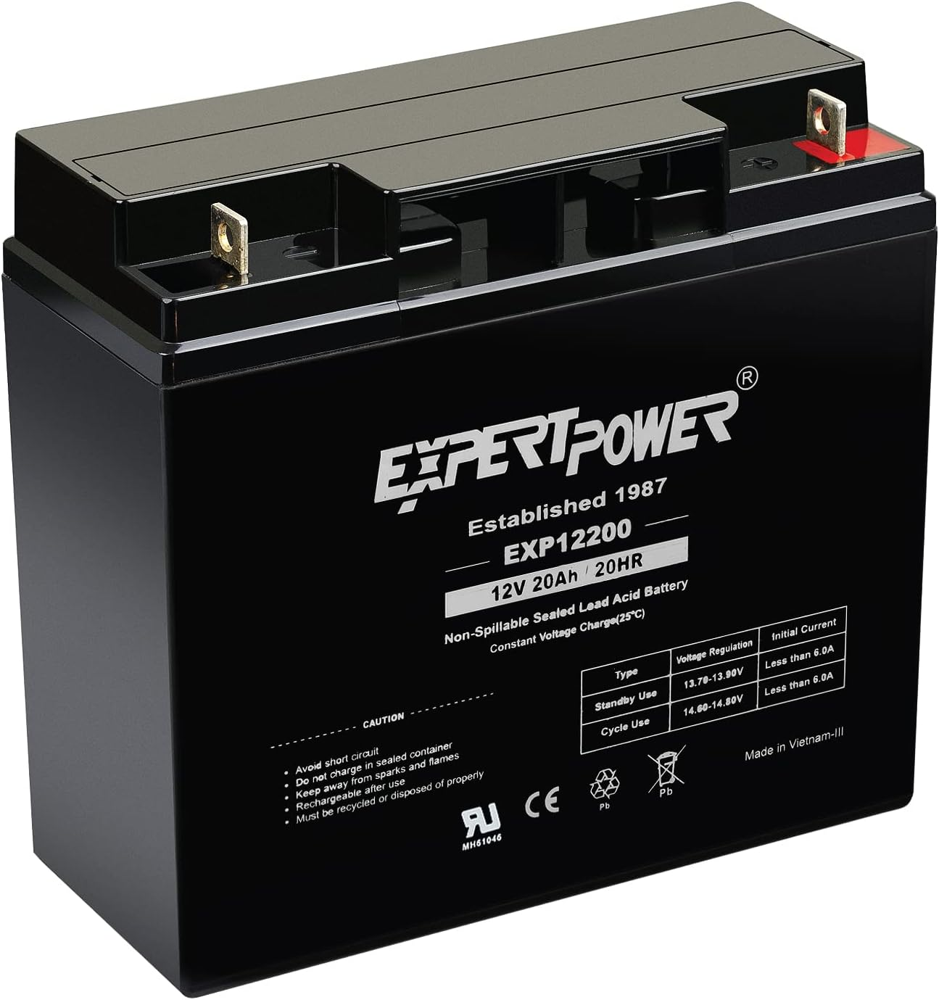 EXPERTPOWER®
Established 1987
EXP12200
12V 20Ah / 20HR
Non-Spillable Sealed Lead Acid Battery
Constant Voltage Charge(25°C)
Type Voltage Regulation Initial Current
Standby Use 13.70-13.90V Less than 6.0A
Cycle Use 14.60-14.80V Less than 6.0A
CAUTION
• Avoid short circuit
• Do not charge in sealed container
• Keep away from sparks and flames
• Rechargeable after use
• Must be recycled or disposed of properly
Made in Vietnam-III
RU
MH61046
CE
Pb
Pb